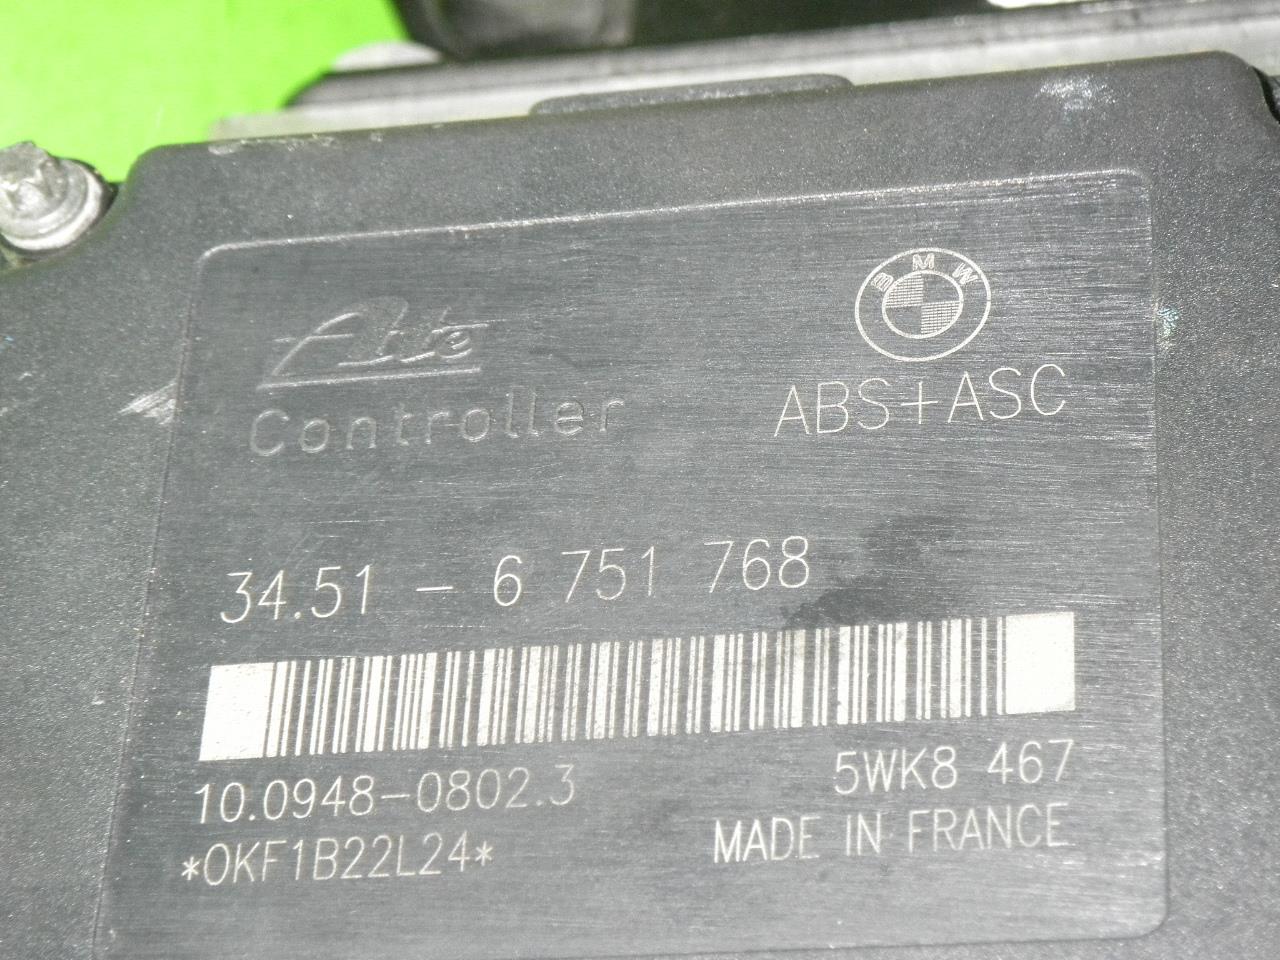 BMW
Ate
Controller
ABS+ASC
34.51 - 6 751 768
10.0948-0802.3
5WK8 467
*0KF1B22L24*
MADE IN FRANCE